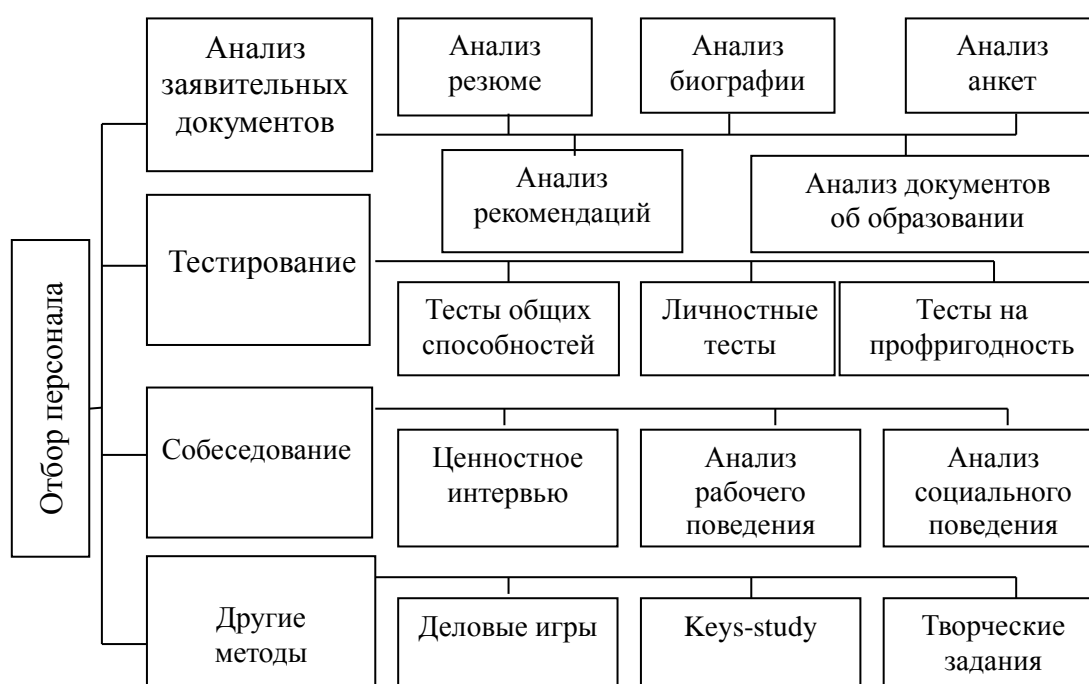 Отбор персонала
Анализ
заявительных
документов
Анализ
резюме
Анализ
биографии
Анализ
анкет
Анализ
рекомендаций
Анализ документов
об образовании
Тестирование
Тесты общих
способностей
Личностные
тесты
Тесты на
профригодность
Собеседование
Ценностное
интервью
Анализ
рабочего
поведения
Анализ
социального
поведения
Другие
методы
Деловые игры
Keys-study
Творческие
задания